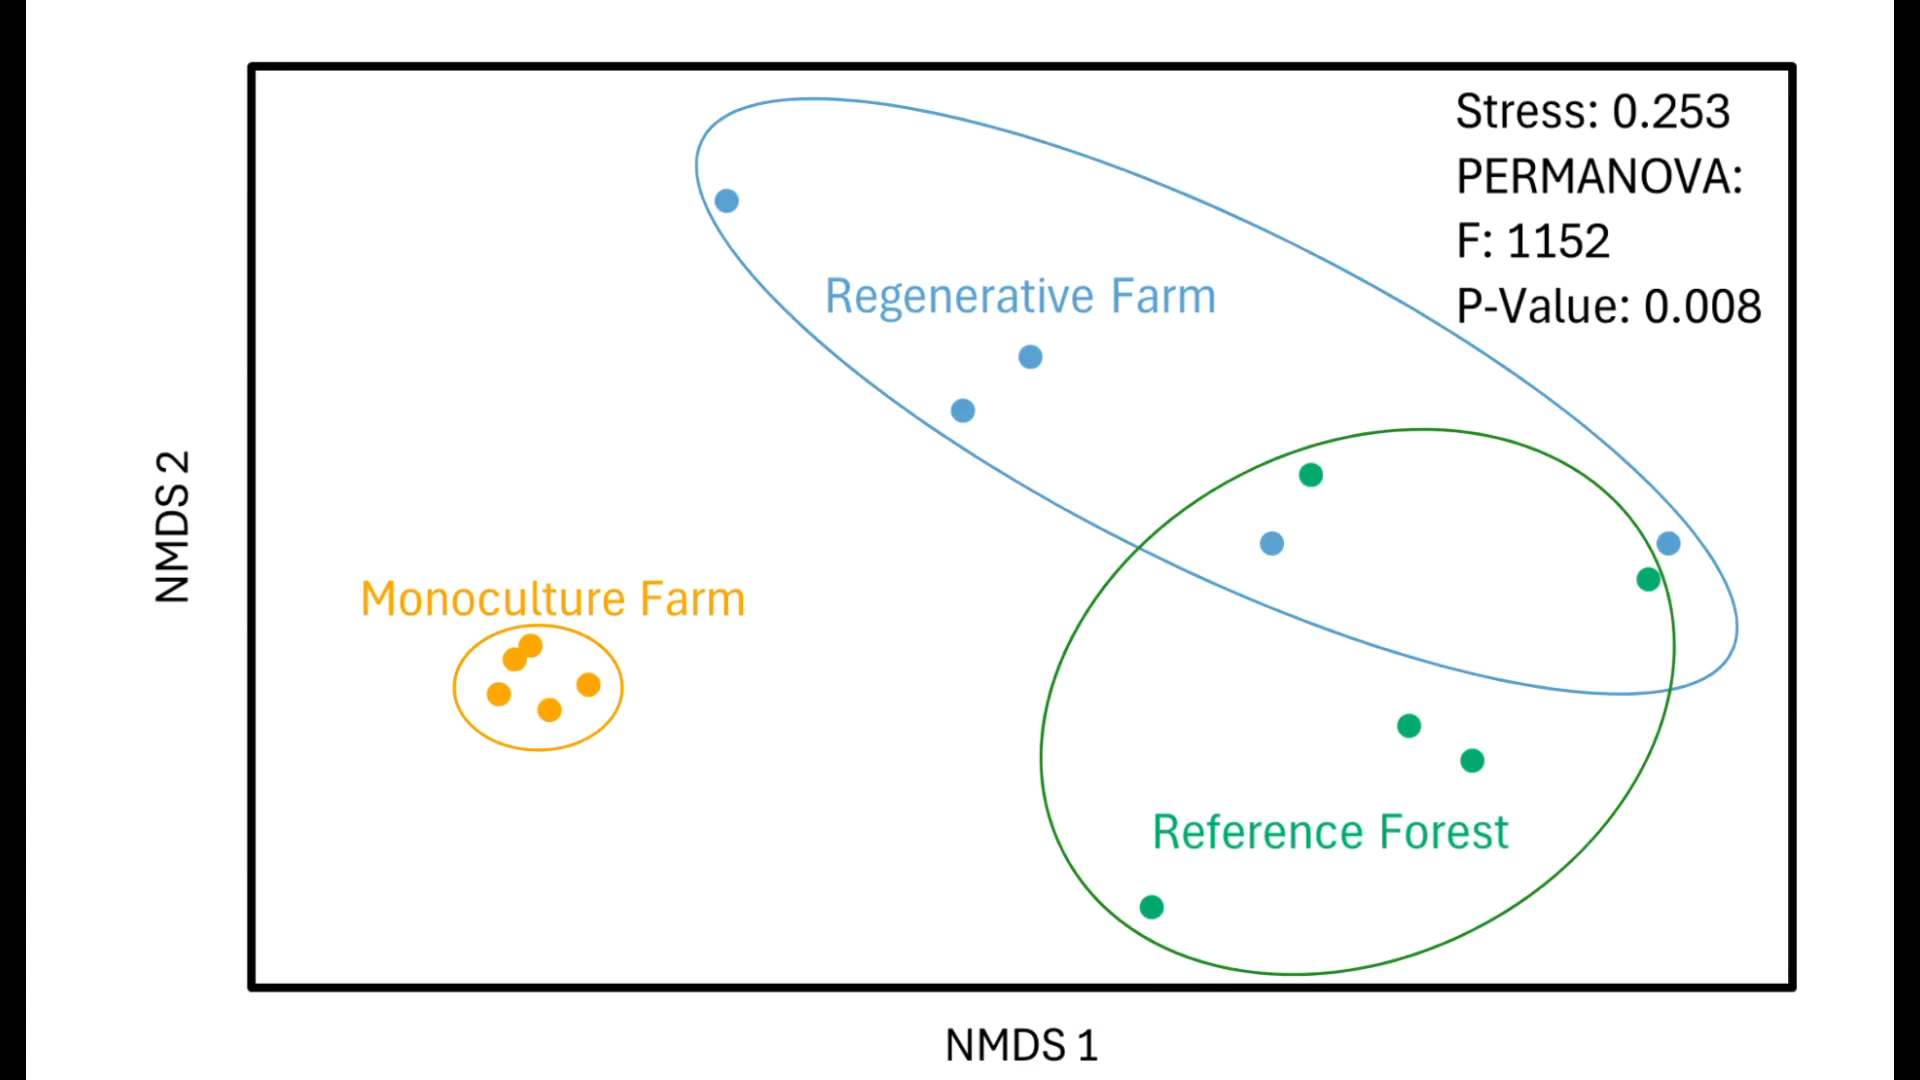 Stress: 0.253
PERMANOVA:
F: 1152
P-Value: 0.008
Regenerative Farm
NMDS 2
Monoculture Farm
Reference Forest
NMDS 1